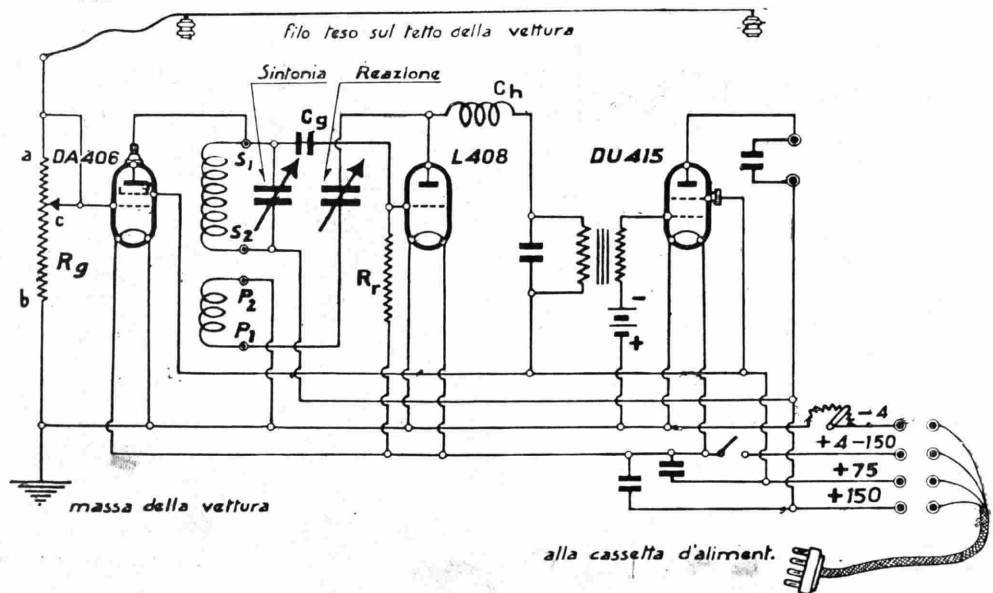 filo teso sul tetto della vettura
Sintonia
Reazione
Cg
Ch
a
DA406
S1
L408
DU415
c
S2
Rg
Rr
b
P2
P1
-
+
-4
+4-150
+75
+150
massa della vettura
alla cassetta d'aliment.